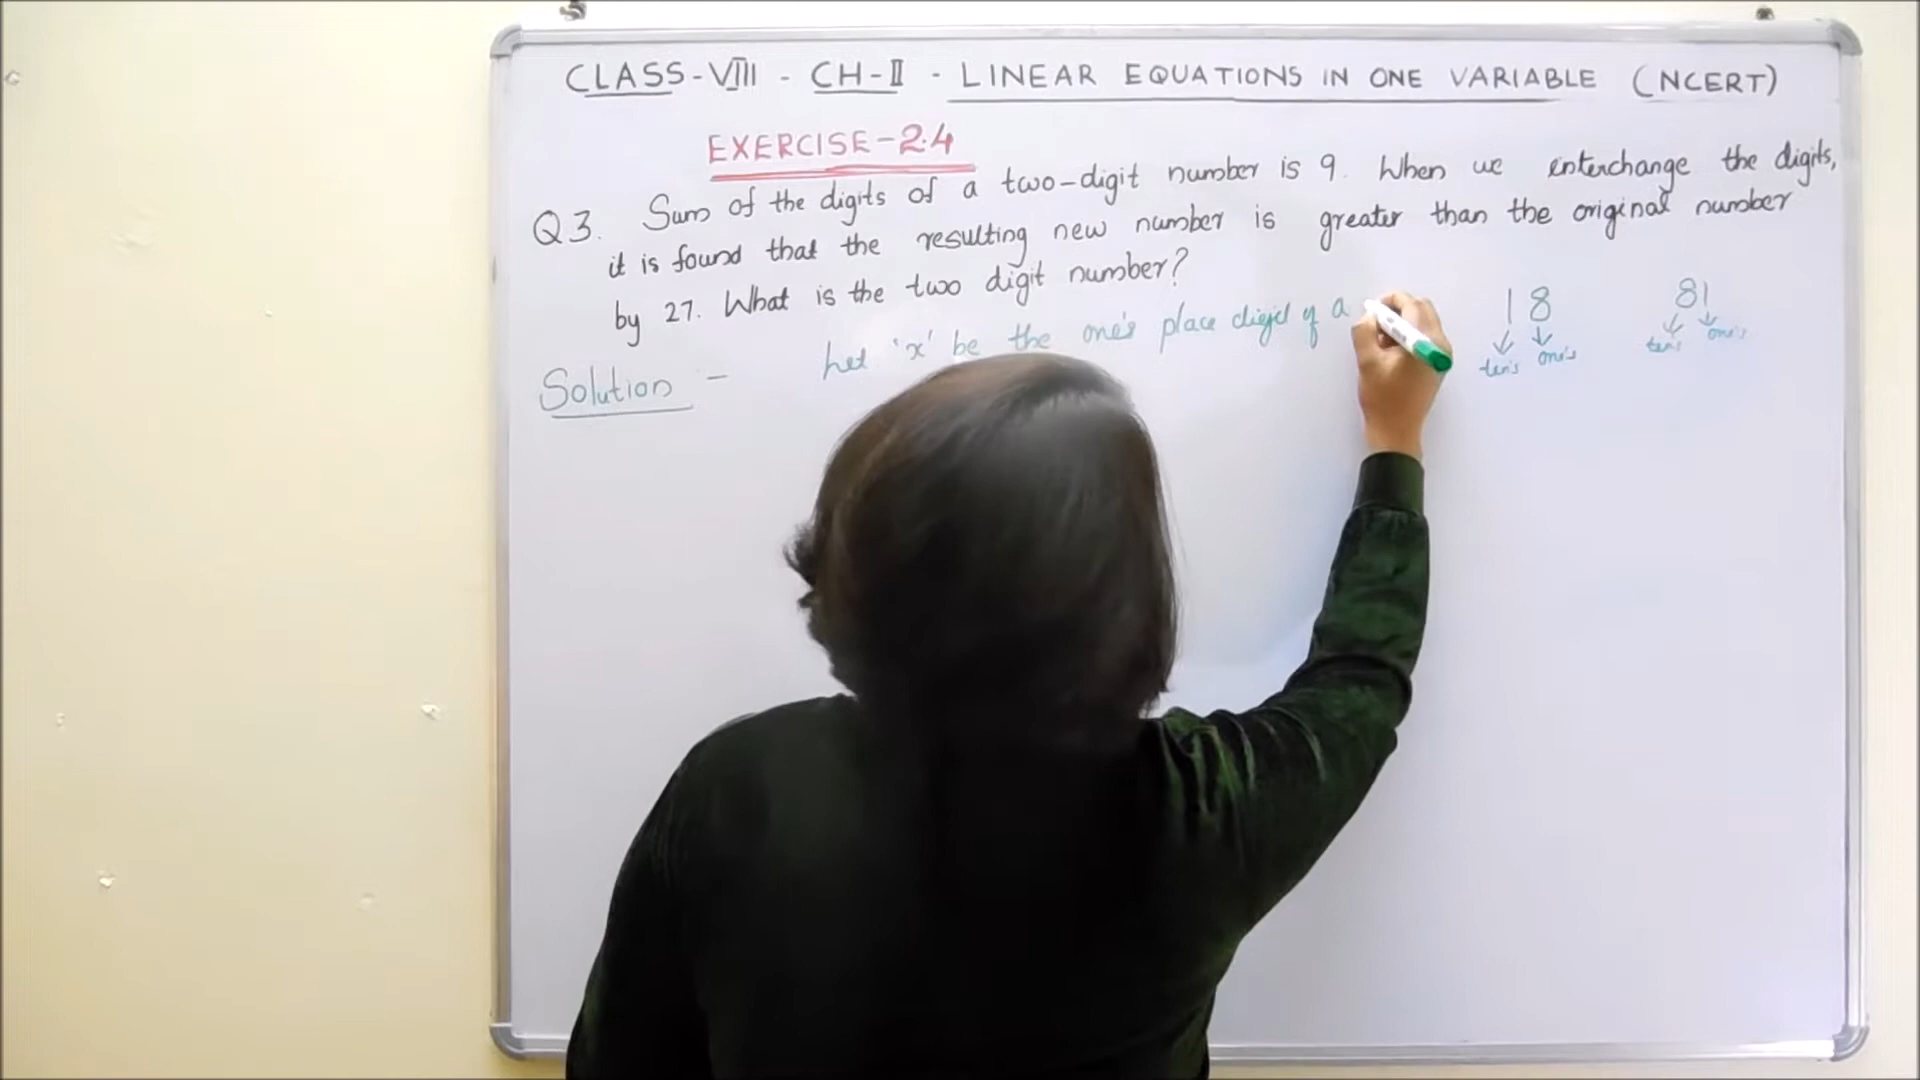 CLASS-VIII - CH-II - LINEAR EQUATIONS IN ONE VARIABLE (NCERT)
EXERCISE-2.4
Q3. Sum of the digits of a two-digit number is 9. When we interchange the digits,
it is found that the resulting new number is greater than the original number
by 27. What is the two digit number?
Solution - Let 'x' be the one's place digit of a
18
ten's one's
81
ten's one's